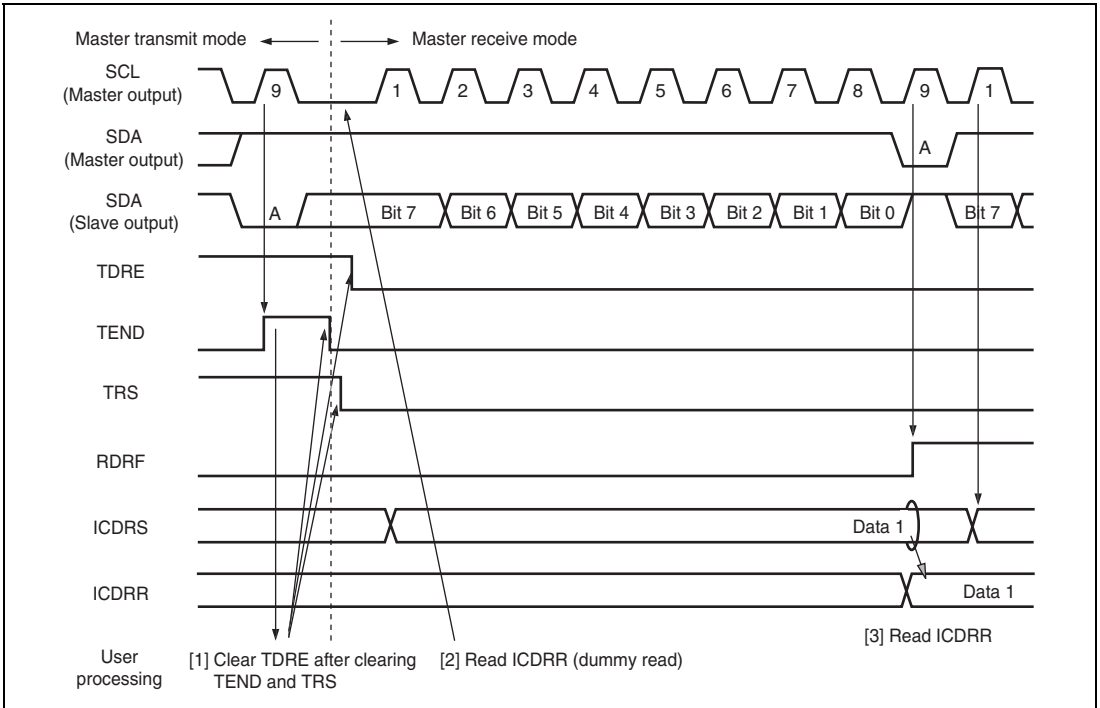 Master transmit mode
Master receive mode
SCL
(Master output)
9
1
2
3
4
5
6
7
8
9
1
SDA
(Master output)
A
SDA
(Slave output)
A
Bit 7
Bit 6
Bit 5
Bit 4
Bit 3
Bit 2
Bit 1
Bit 0
Bit 7
TDRE
TEND
TRS
RDRF
ICDRS
Data 1
ICDRR
Data 1
User
processing
[1] Clear TDRE after clearing
TEND and TRS
[2] Read ICDRR (dummy read)
[3] Read ICDRR